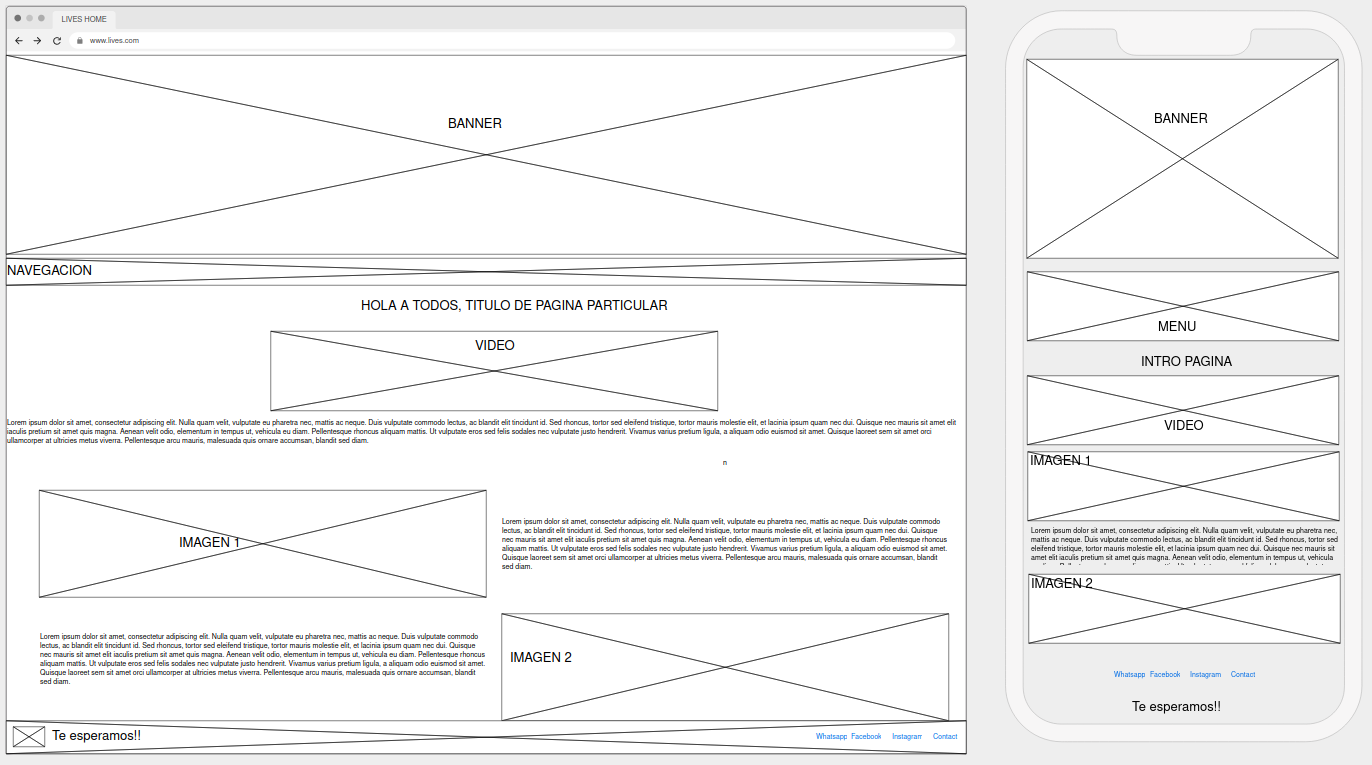 LIVES HOME
www.lives.com
BANNER
NAVEGACION
HOLA A TODOS, TITULO DE PAGINA PARTICULAR
VIDEO
Lorem ipsum dolor sit amet, consectetur adipiscing elit. Nulla quam velit, vulputate eu pharetra nec, mattis ac neque. Duis vulputate commodo lectus, ac blandit elit tincidunt id. Sed rhoncus, tortor sed eleifend tristique, tortor mauris molestie elit, et lacinia ipsum quam nec dui. Quisque nec mauris sit amet elit
iaculis pretium sit amet quis magna. Aenean velit odio, elementum in tempus ut, vehicula eu diam. Pellentesque rhoncus aliquam mattis. Ut vulputate eros sed felis sodales nec vulputate justo hendrerit. Vivamus varius pretium ligula, a aliquam odio euismod sit amet. Quisque laoreet sem sit amet orci
ullamcorper at ultricies metus viverra. Pellentesque arcu mauris, malesuada quis ornare accumsan, blandit sed diam.
n
IMAGEN 1
Lorem ipsum dolor sit amet, consectetur adipiscing elit. Nulla quam velit, vulputate eu pharetra nec, mattis ac neque. Duis vulputate commodo
lectus, ac blandit elit tincidunt id. Sed rhoncus, tortor sed eleifend tristique, tortor mauris molestie elit, et lacinia ipsum quam nec dui. Quisque
nec mauris sit amet elit iaculis pretium sit amet quis magna. Aenean velit odio, elementum in tempus ut, vehicula eu diam. Pellentesque rhoncus
aliquam mattis. Ut vulputate eros sed felis sodales nec vulputate justo hendrerit. Vivamus varius pretium ligula, a aliquam odio euismod sit amet.
Quisque laoreet sem sit amet orci ullamcorper at ultricies metus viverra. Pellentesque arcu mauris, malesuada quis ornare accumsan, blandit
sed diam.
Lorem ipsum dolor sit amet, consectetur adipiscing elit. Nulla quam velit, vulputate eu pharetra nec, mattis ac neque. Duis vulputate commodo
lectus, ac blandit elit tincidunt id. Sed rhoncus, tortor sed eleifend tristique, tortor mauris molestie elit, et lacinia ipsum quam nec dui. Quisque
nec mauris sit amet elit iaculis pretium sit amet quis magna. Aenean velit odio, elementum in tempus ut, vehicula eu diam. Pellentesque rhoncus
aliquam mattis. Ut vulputate eros sed felis sodales nec vulputate justo hendrerit. Vivamus varius pretium ligula, a aliquam odio euismod sit amet.
Quisque laoreet sem sit amet orci ullamcorper at ultricies metus viverra. Pellentesque arcu mauris, malesuada quis ornare accumsan, blandit
sed diam.
IMAGEN 2
Te esperamos!!
Whatsapp Facebook Instagram Contact
BANNER
MENU
INTRO PAGINA
VIDEO
IMAGEN 1
Lorem ipsum dolor sit amet, consectetur adipiscing elit. Nulla quam velit, vulputate eu pharetra nec,
mattis ac neque. Duis vulputate commodo lectus, ac blandit elit tincidunt id. Sed rhoncus, tortor sed
eleifend tristique, tortor mauris molestie elit, et lacinia ipsum quam nec dui. Quisque nec mauris sit
amet elit iaculis pretium sit amet quis magna. Aenean velit odio, elementum in tempus ut, vehicula
IMAGEN 2
Whatsapp Facebook Instagram Contact
Te esperamos!!